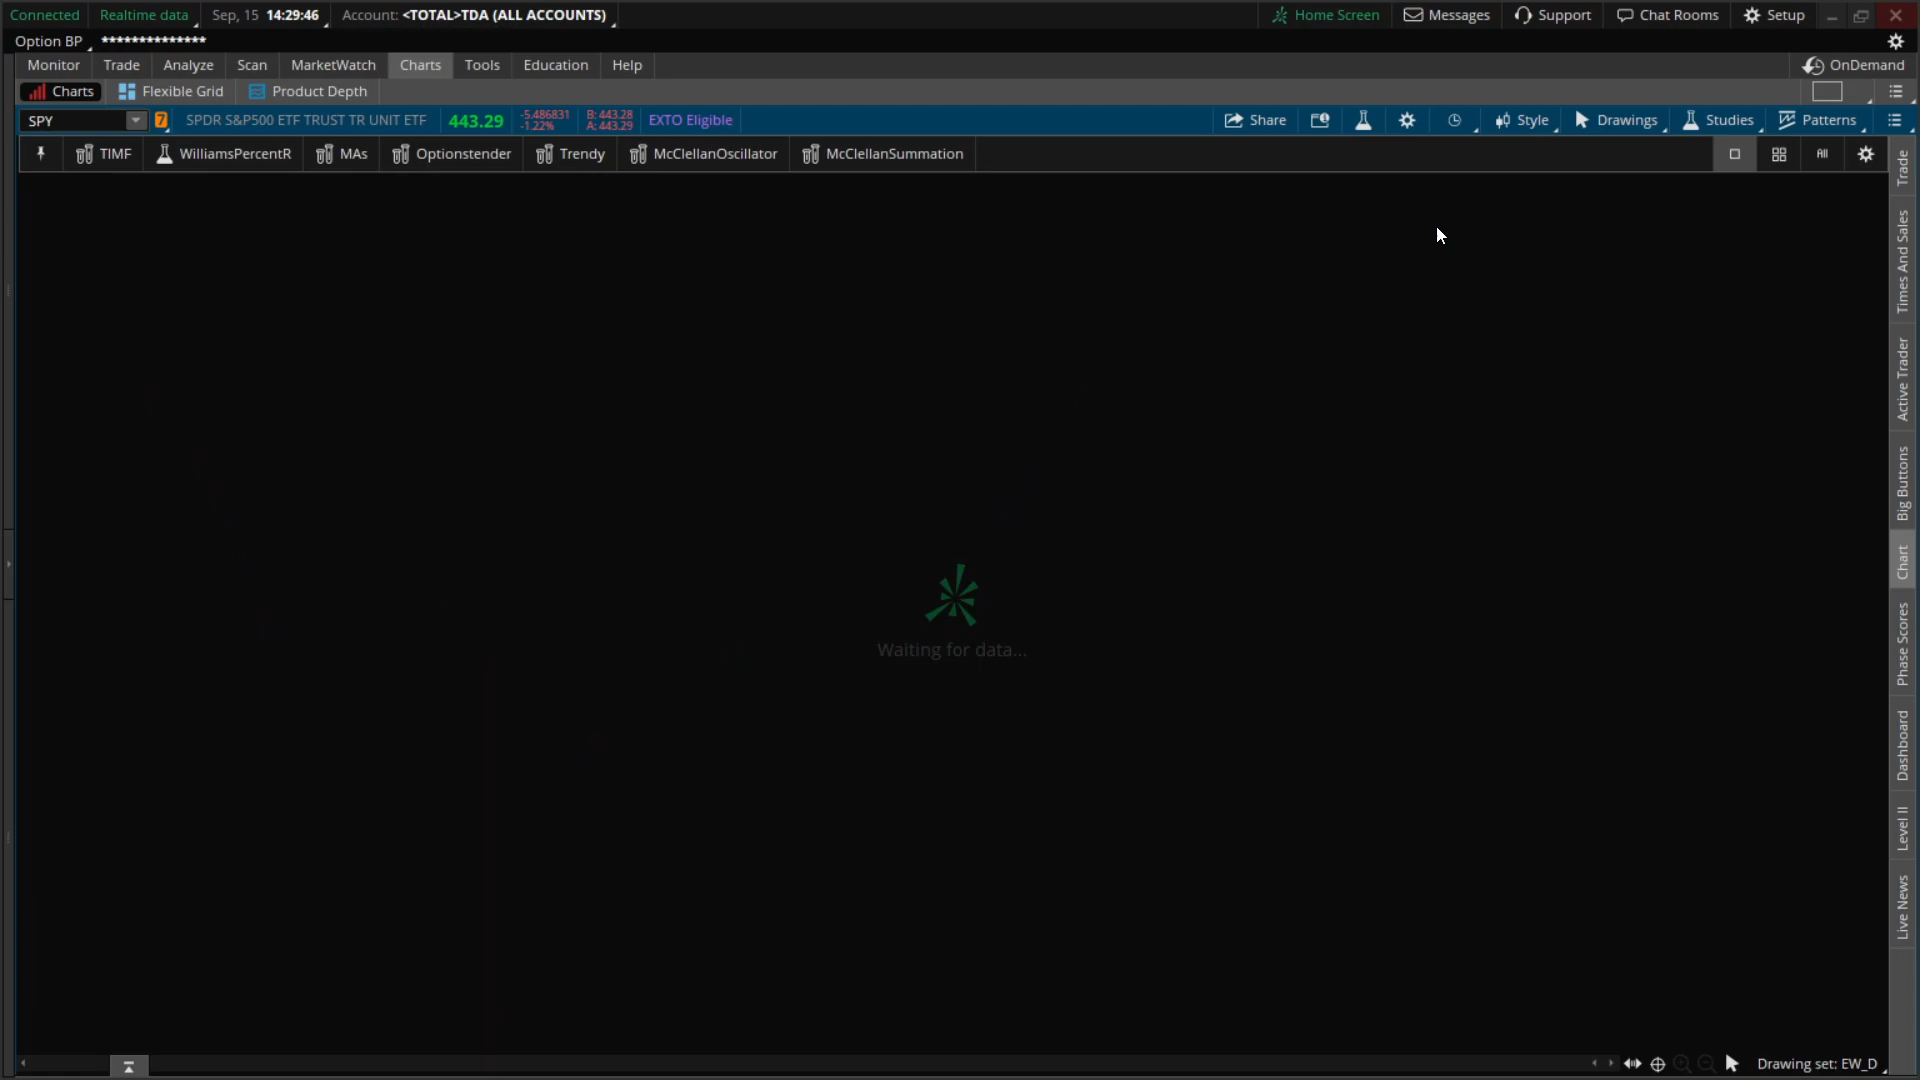 Connected Realtime data Sep, 15 14:29:46 Account: <TOTAL>TDA (ALL ACCOUNTS) Home Screen Messages Support Chat Rooms Setup
Option BP **************
Monitor Trade Analyze Scan MarketWatch Charts Tools Education Help OnDemand
Charts Flexible Grid Product Depth
SPY 7 SPDR S&P500 ETF TRUST TR UNIT ETF 443.29 -5.486831 B: 443.28 EXTO Eligible Share Style Drawings Studies Patterns
-1.22% A: 443.29
TIMF WilliamsPercentR MAs Optionstender Trendy McClellanOscillator McClellanSummation All
Trade
Times And Sales
Active Trader
Big Buttons
Chart
Phase Scores
Dashboard
Level II
Live News
Waiting for data...
Drawing set: EW_D